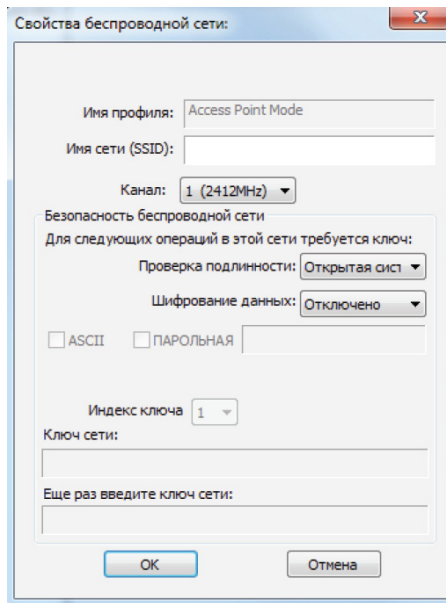 Свойства беспроводной сети:
Имя профиля: Access Point Mode
Имя сети (SSID):
Канал: 1 (2412MHz)
Безопасность беспроводной сети
Для следующих операций в этой сети требуется ключ:
Проверка подлинности: Открытая сист
Шифрование данных: Отключено
ASCII ПАРОЛЬНАЯ
Индекс ключа 1
Ключ сети:
Еще раз введите ключ сети:
OK Отмена